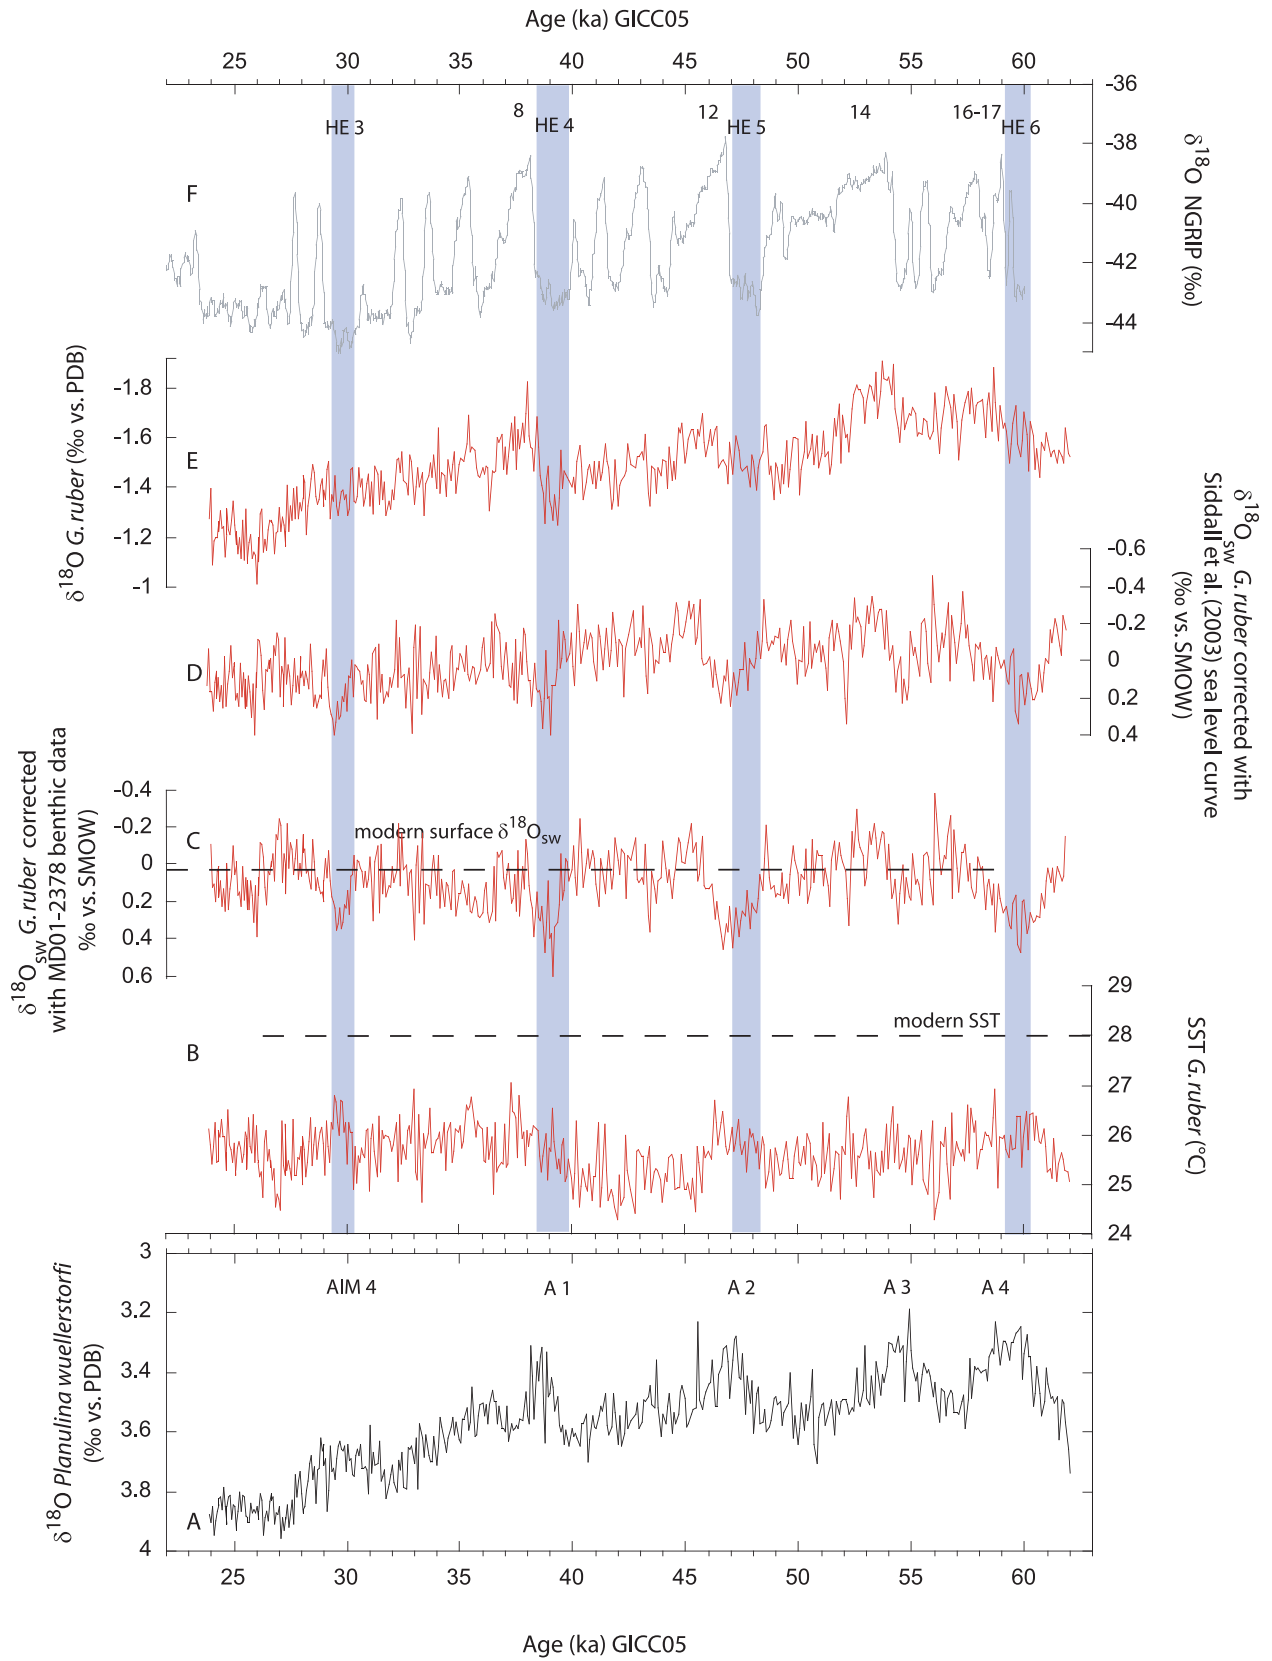 Age (ka) GICC05
25 30 35 40 45 50 55 60
-36
-38
-40
-42
-44
δ18O NGRIP (‰)
8 12 14 16-17
HE 3 HE 4 HE 5 HE 6
F
δ18O G. ruber (‰ vs. PDB)
-1.8
-1.6
-1.4
-1.2
-1
E
δ18Osw G. ruber corrected with
Siddall et al. (2003) sea level curve
(‰ vs. SMOW)
-0.6
-0.4
-0.2
0
0.2
0.4
D
δ18Osw G. ruber corrected
with MD01-2378 benthic data
‰ vs. SMOW)
-0.4
-0.2
0
0.2
0.4
0.6
C
modern surface δ18Osw
29
28
27
26
25
24
SST G. ruber (°C)
modern SST
B
3
3.2
3.4
3.6
3.8
4
δ18O Planulina wuellerstorfi
(‰ vs. PDB)
AIM 4 A 1 A 2 A 3 A 4
A
25 30 35 40 45 50 55 60
Age (ka) GICC05